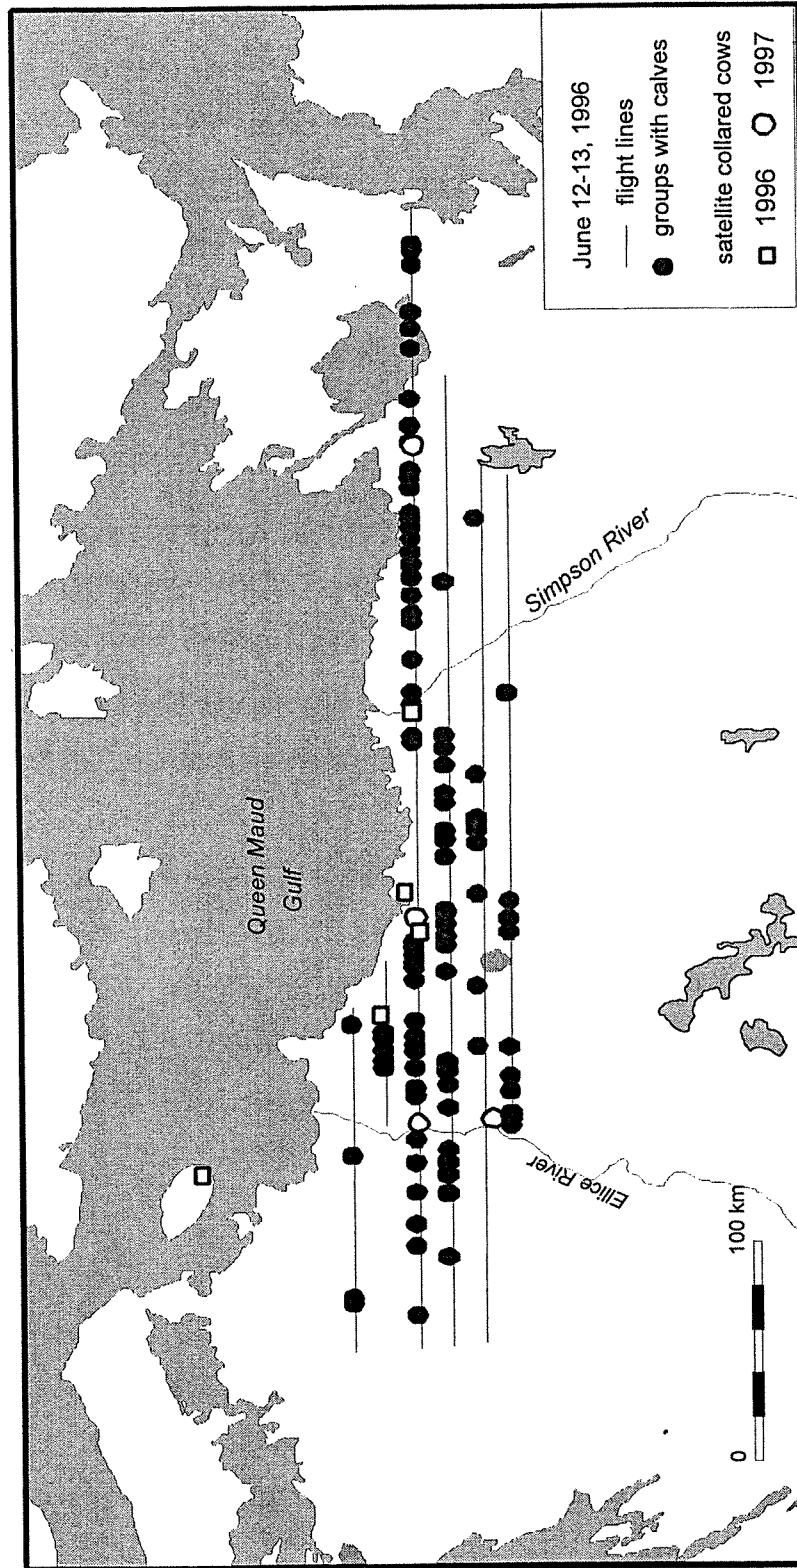 Queen Maud
Gulf
Simpson River
Ellice River
0 100 km
June 12-13, 1996
flight lines
groups with calves
satellite collared cows
1996 1997